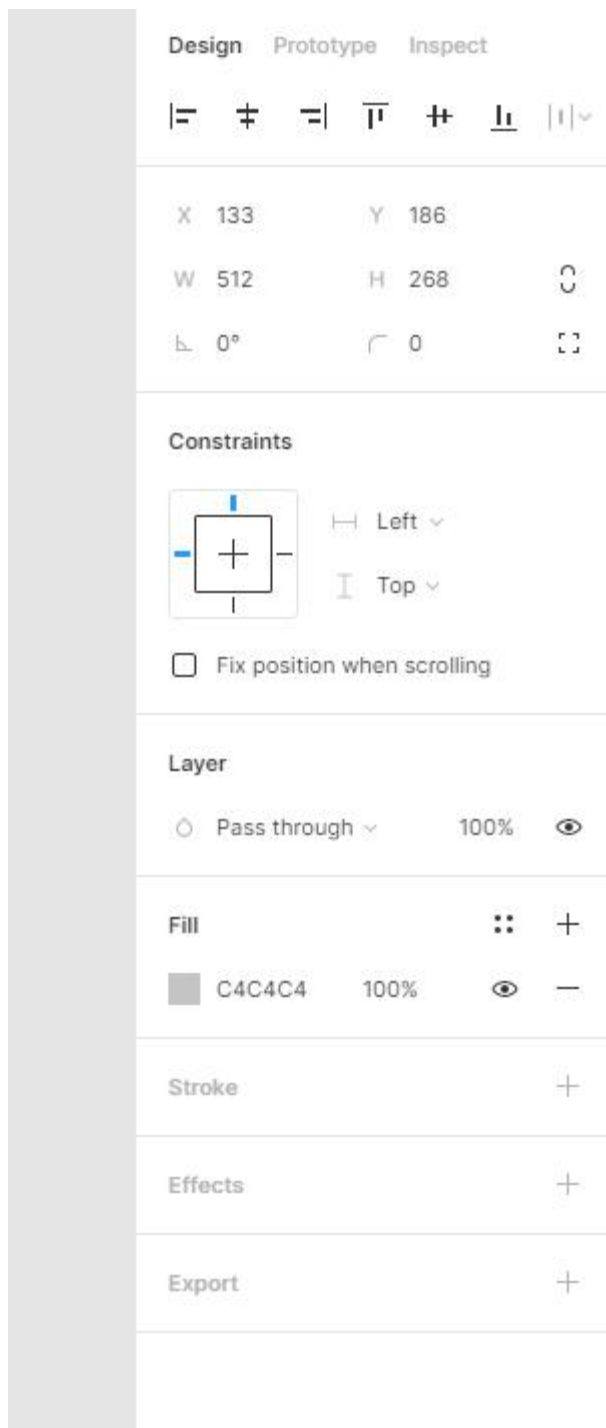 Design Prototype Inspect
X 133 Y 186
W 512 H 268
0° 0
Constraints
Left
Top
Fix position when scrolling
Layer
Pass through 100%
Fill
C4C4C4 100%
Stroke
Effects
Export